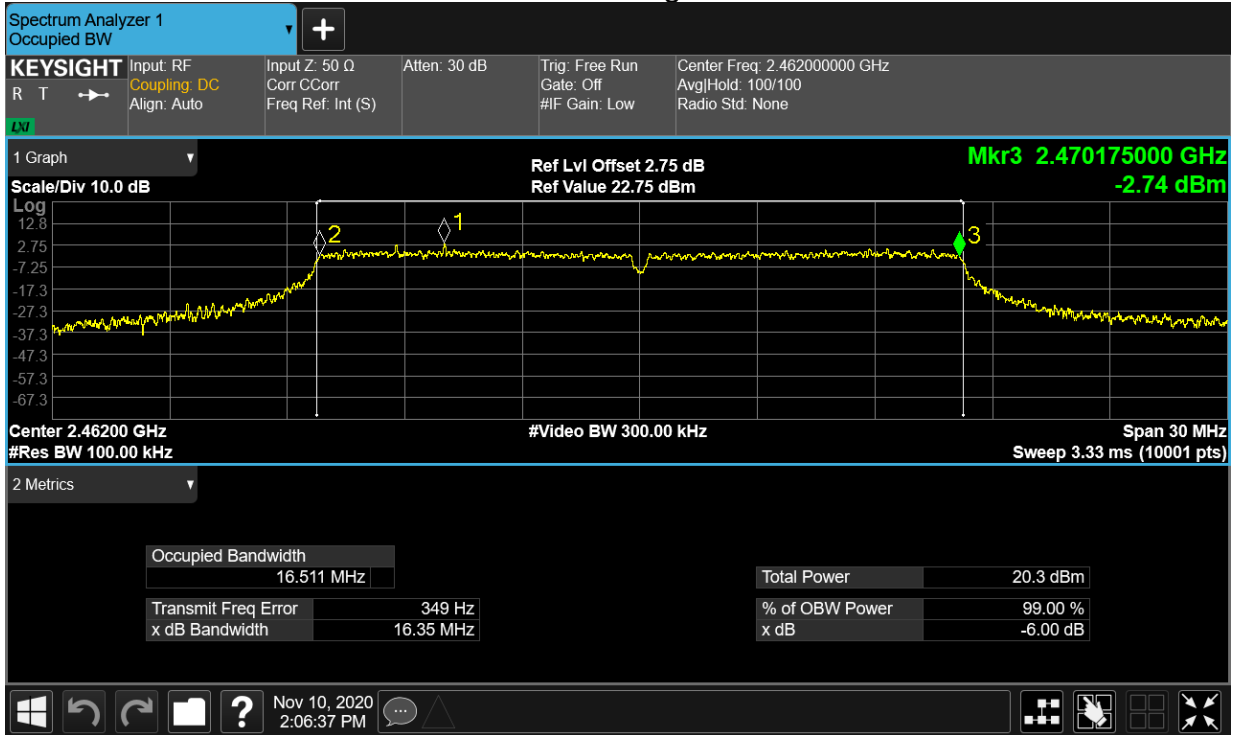 Spectrum Analyzer 1
Occupied BW
KEYSIGHT
R T
LXI
Input: RF
Coupling: DC
Align: Auto
Input Z: 50 Ω
Corr CCorr
Freq Ref: Int (S)
Atten: 30 dB
Trig: Free Run
Gate: Off
#IF Gain: Low
Center Freq: 2.462000000 GHz
Avg|Hold: 100/100
Radio Std: None
1 Graph
Ref Lvl Offset 2.75 dB
Mkr3 2.470175000 GHz
Scale/Div 10.0 dB
Ref Value 22.75 dBm
-2.74 dBm
Log
12.8
2.75
-7.25
-17.3
-27.3
-37.3
-47.3
-57.3
-67.3
2
1
3
Center 2.46200 GHz
#Video BW 300.00 kHz
Span 30 MHz
#Res BW 100.00 kHz
Sweep 3.33 ms (10001 pts)
2 Metrics
Occupied Bandwidth
16.511 MHz
Total Power 20.3 dBm
Transmit Freq Error 349 Hz
% of OBW Power 99.00 %
x dB Bandwidth 16.35 MHz
x dB -6.00 dB
?
Nov 10, 2020
2:06:37 PM